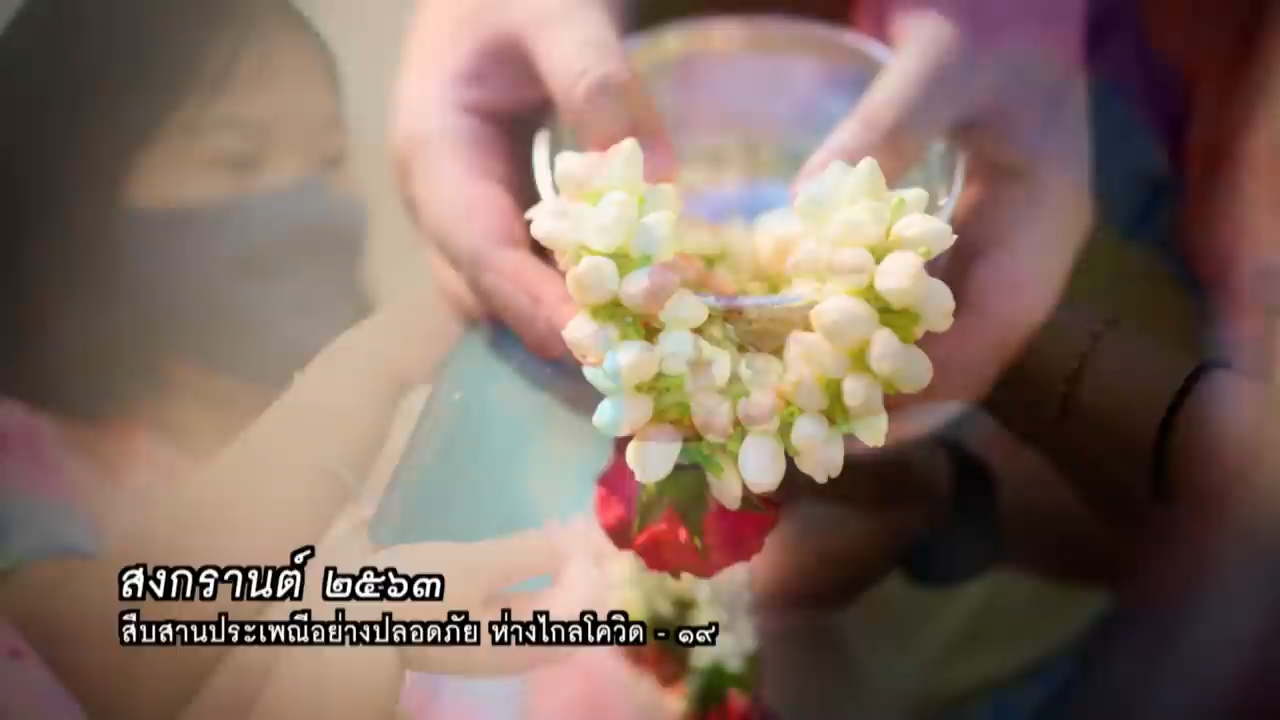 สงกรานต์ ๒๕๖๓
สืบสานประเพณีอย่างปลอดภัย ห่างไกลโควิด - ๑๙